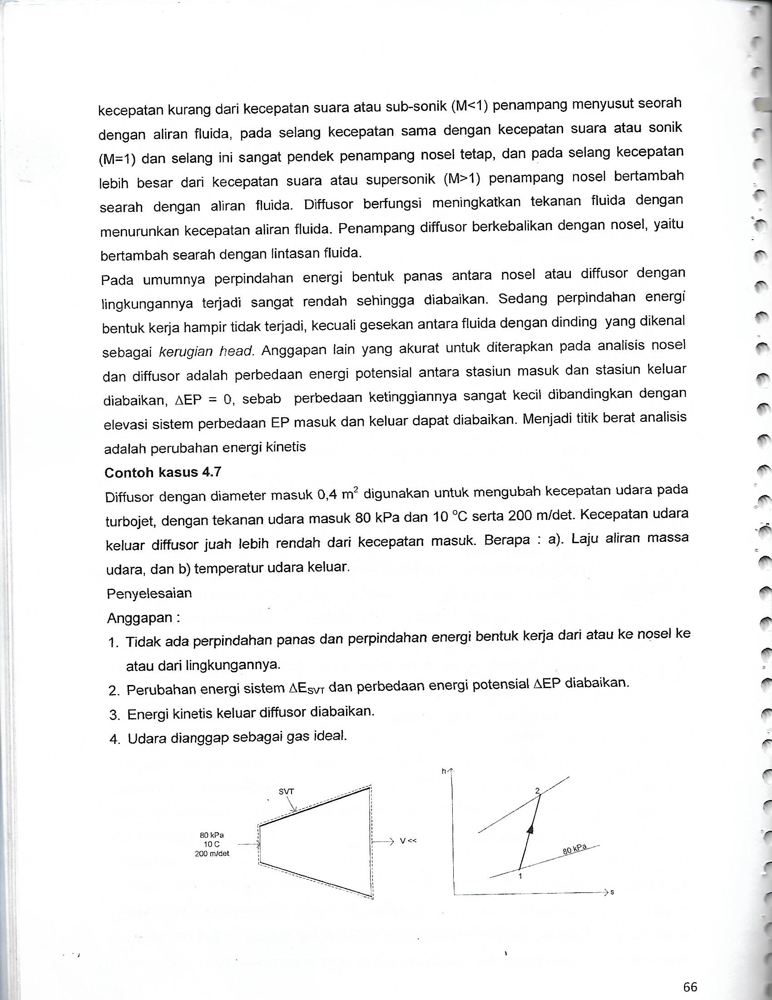 kecepatan kurang dari kecepatan suara atau sub-sonik (M<1) penampang menyusut seorah
dengan aliran fluida, pada selang kecepatan sama dengan kecepatan suara atau sonik
(M=1) dan selang ini sangat pendek penampang nosel tetap, dan pada selang kecepatan
lebih besar dari kecepatan suara atau supersonik (M>1) penampang nosel bertambah
searah dengan aliran fluida. Diffusor berfungsi meningkatkan tekanan fluida dengan
menurunkan kecepatan aliran fluida. Penampang diffusor berkebalikan dengan nosel, yaitu
bertambah searah dengan lintasan fluida.
Pada umumnya perpindahan energi bentuk panas antara nosel atau diffusor dengan
lingkungannya terjadi sangat rendah sehingga diabaikan. Sedang perpindahan energi
bentuk kerja hampir tidak terjadi, kecuali gesekan antara fluida dengan dinding yang dikenal
sebagai kerugian head. Anggapan lain yang akurat untuk diterapkan pada analisis nosel
dan diffusor adalah perbedaan energi potensial antara stasiun masuk dan stasiun keluar
diabaikan, ΔEP = 0, sebab perbedaan ketinggiannya sangat kecil dibandingkan dengan
elevasi sistem perbedaan EP masuk dan keluar dapat diabaikan. Menjadi titik berat analisis
adalah perubahan energi kinetis
Contoh kasus 4.7
Diffusor dengan diameter masuk 0,4 m² digunakan untuk mengubah kecepatan udara pada
turbojet, dengan tekanan udara masuk 80 kPa dan 10 °C serta 200 m/det. Kecepatan udara
keluar diffusor juah lebih rendah dari kecepatan masuk. Berapa : a). Laju aliran massa
udara, dan b) temperatur udara keluar.
Penyelesaian
Anggapan :
1. Tidak ada perpindahan panas dan perpindahan energi bentuk kerja dari atau ke nosel ke
atau dari lingkungannya.
2. Perubahan energi sistem ΔESVT dan perbedaan energi potensial ΔEP diabaikan.
3. Energi kinetis keluar diffusor diabaikan.
4. Udara dianggap sebagai gas ideal.
SVT
80 kPa
10 C
200 m/det
V <<
h
2
80 kPa
1
s
66